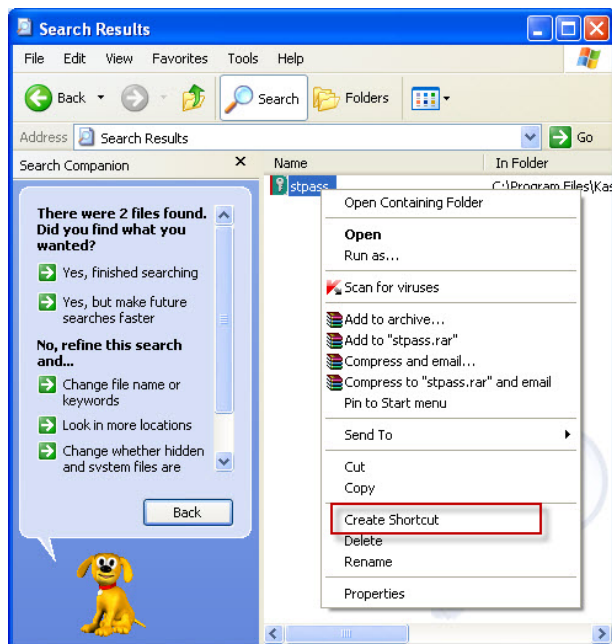 Search Results
File Edit View Favorites Tools Help
Back Search Folders
Address Search Results Go
Search Companion
Name In Folder
stpass C:\Program Files\Kas
There were 2 files found.
Did you find what you
wanted?
Yes, finished searching
Yes, but make future
searches faster
No, refine this search
and...
Change file name or
keywords
Look in more locations
Change whether hidden
and system files are
Back
Open Containing Folder
Open
Run as...
Scan for viruses
Add to archive...
Add to "stpass.rar"
Compress and email...
Compress to "stpass.rar" and email
Pin to Start menu
Send To
Cut
Copy
Create Shortcut
Delete
Rename
Properties